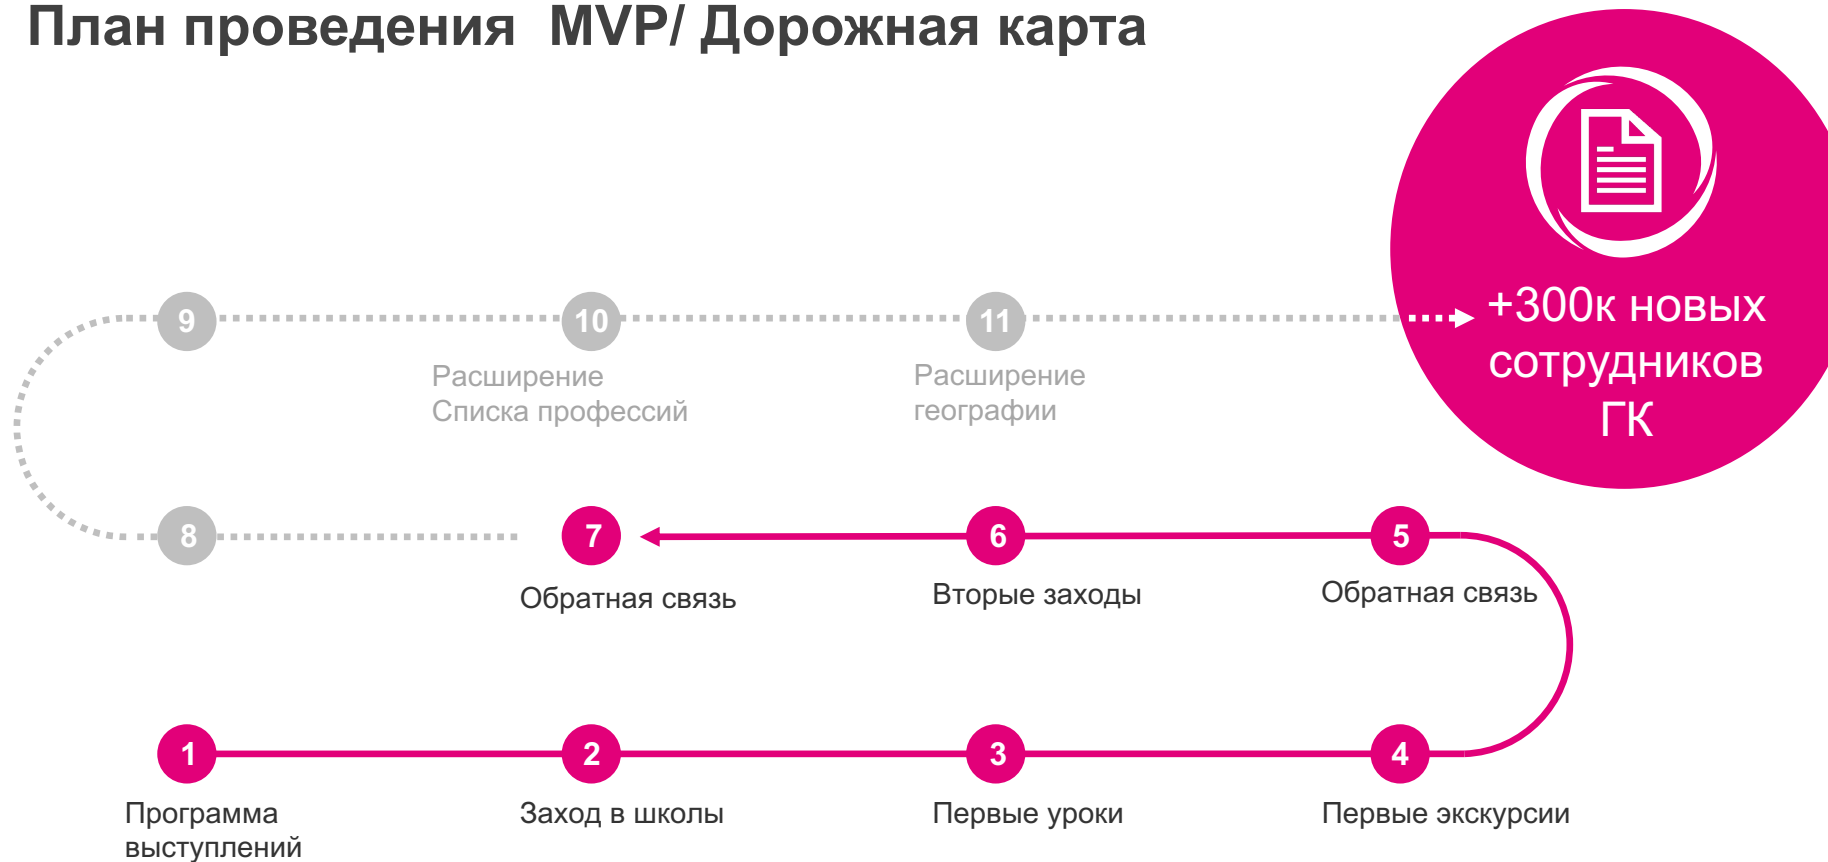 План проведения MVP/ Дорожная карта
+300к новых
сотрудников
ГК
9
10
11
Расширение
Списка профессий
Расширение
географии
8
7
6
5
Обратная связь
Вторые заходы
Обратная связь
1
2
3
4
Программа
выступлений
Заход в школы
Первые уроки
Первые экскурсии